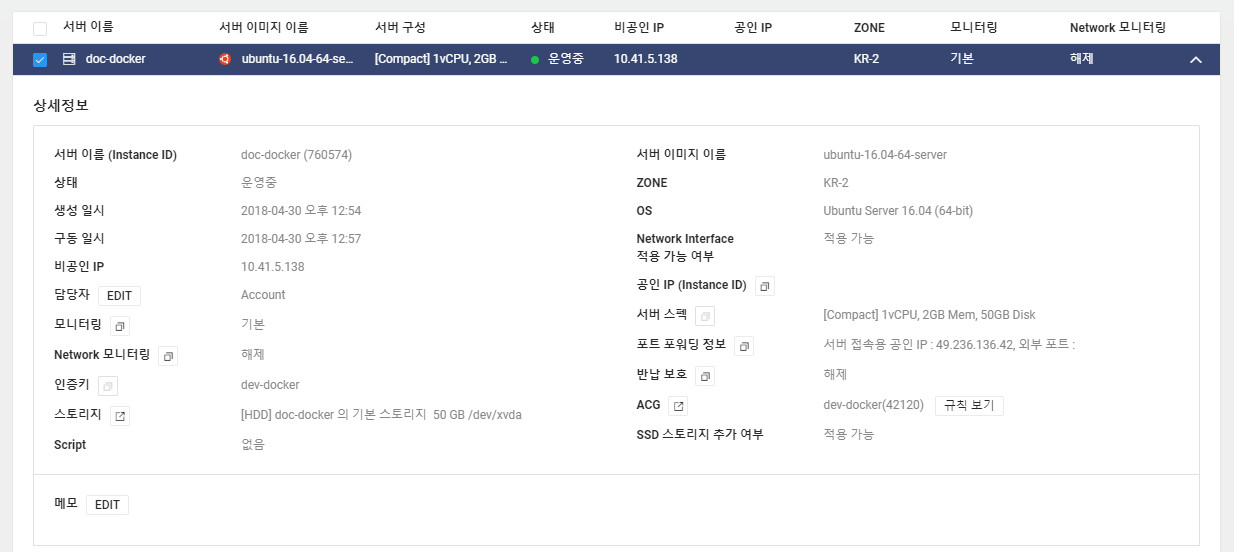 서버 이름 서버 이미지 이름 서버 구성 상태 비공인 IP 공인 IP ZONE 모니터링 Network 모니터링
doc-docker ubuntu-16.04-64-se... [Compact] 1vCPU, 2GB ... 운영중 10.41.5.138 KR-2 기본 해제
상세정보
서버 이름 (Instance ID) doc-docker (760574) 서버 이미지 이름 ubuntu-16.04-64-server
상태 운영중 ZONE KR-2
생성 일시 2018-04-30 오후 12:54 OS Ubuntu Server 16.04 (64-bit)
구동 일시 2018-04-30 오후 12:57 Network Interface 적용 가능
적용 가능 여부
비공인 IP 10.41.5.138
공인 IP (Instance ID)
담당자 EDIT Account
서버 스펙 [Compact] 1vCPU, 2GB Mem, 50GB Disk
모니터링 기본
포트 포워딩 정보 서버 접속용 공인 IP : 49.236.136.42, 외부 포트 :
Network 모니터링 해제
반납 보호 해제
인증키 dev-docker
ACG dev-docker(42120) 규칙 보기
스토리지 [HDD] doc-docker 의 기본 스토리지 50 GB /dev/xvda
SSD 스토리지 추가 여부 적용 가능
Script 없음
메모 EDIT